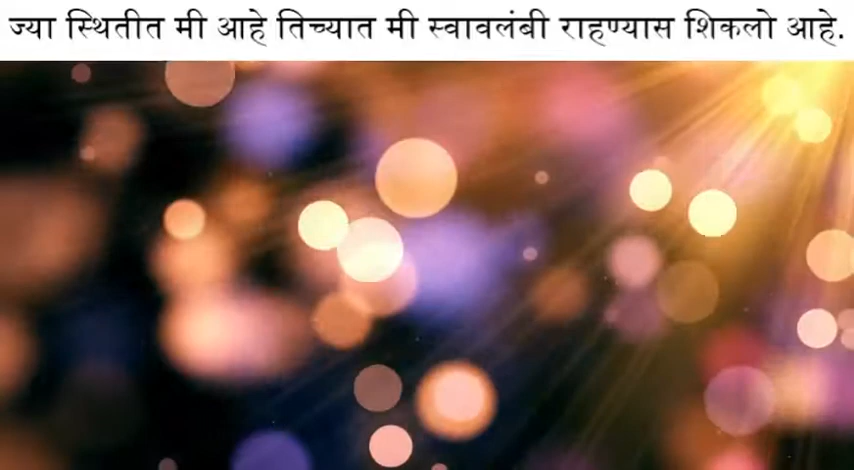 ज्या स्थितीत मी आहे तिच्यात मी स्वावलंबी राहण्यास शिकलो आहे.